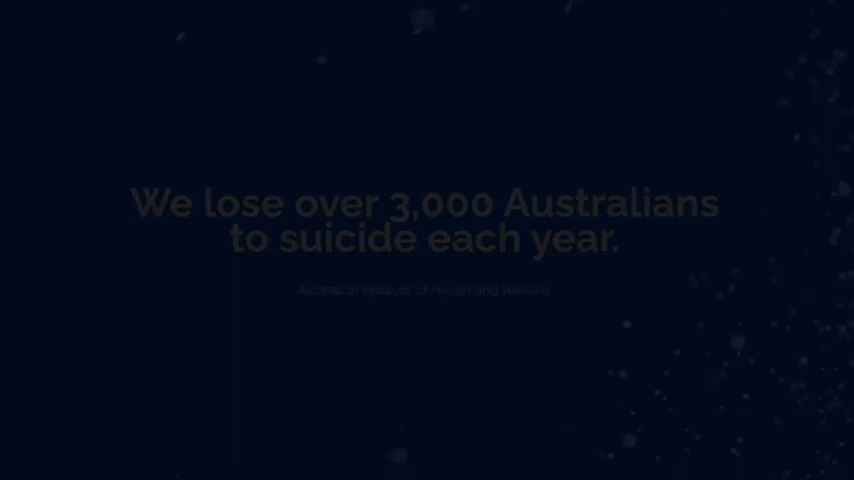 We lose over 3,000 Australians
to suicide each year.
Australian Institute of Health and Welfare